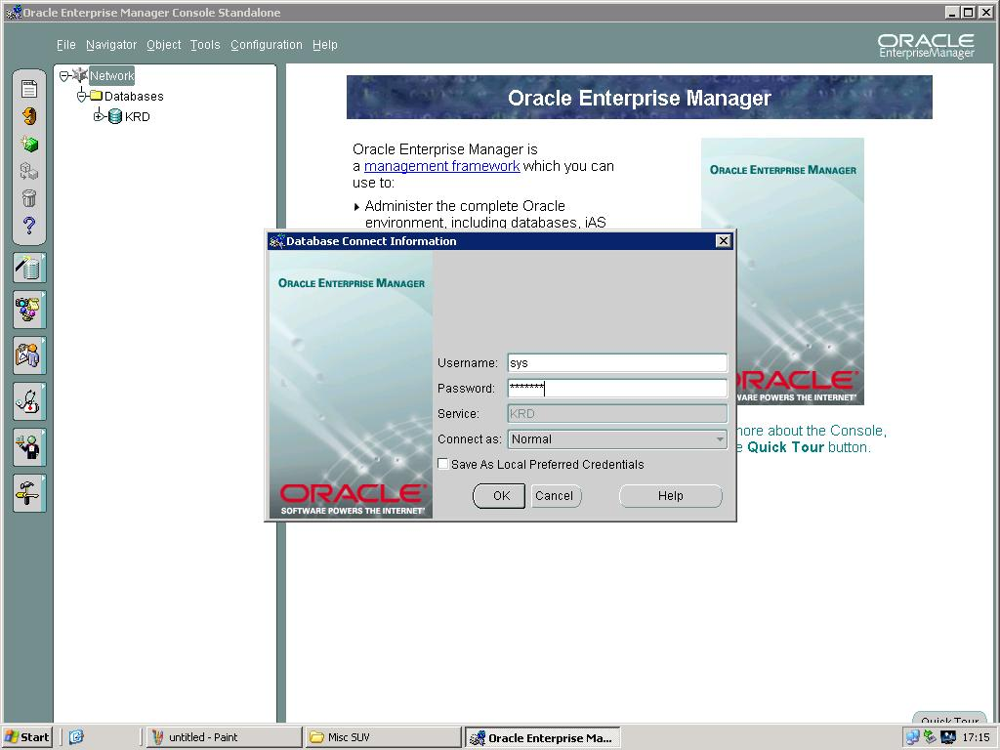 Oracle Enterprise Manager Console Standalone
File Navigator Object Tools Configuration Help
ORACLE
EnterpriseManager
Network
Databases
KRD
Oracle Enterprise Manager
Oracle Enterprise Manager is
a management framework which you can
use to:
Administer the complete Oracle
environment, including databases, iAS
ORACLE ENTERPRISE MANAGER
Database Connect Information
ORACLE ENTERPRISE MANAGER
Username: sys
Password: *******
Service: KRD
Connect as: Normal
Save As Local Preferred Credentials
OK Cancel Help
ORACLE
SOFTWARE POWERS THE INTERNET
RACLE
WARE POWERS THE INTERNET
more about the Console,
e Quick Tour button.
Quick Tour
Start untitled - Paint Misc SUV Oracle Enterprise Ma... 17:15